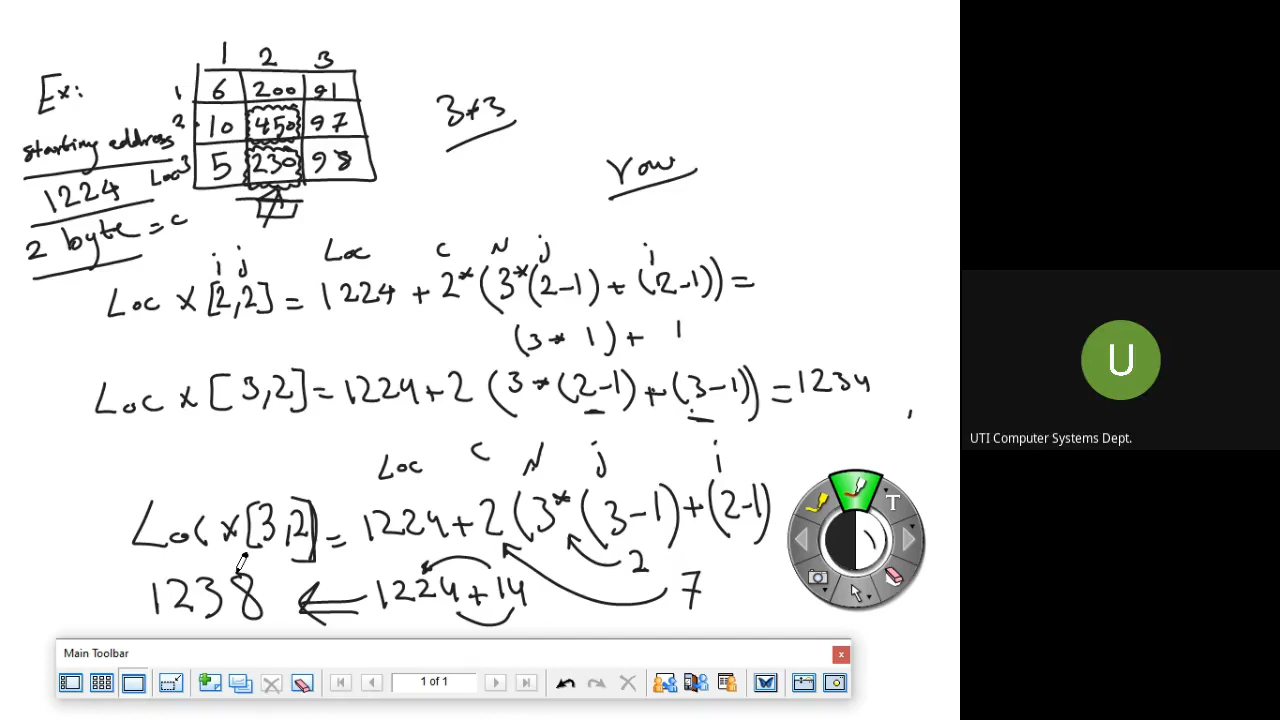 1 2 3
Ex:
1 6 200 91
2 10 450 97
3 5 230 98
3*3
starting address
1224 Loc
2 byte = c
row
i j Loc c N j i
Loc x [2,2] = 1224 + 2*(3*(2-1) + (2-1)) =
(3* 1) + 1
Loc x [3,2] = 1224 + 2 (3*(2-1) + (3-1)) = 1234
Loc c N j i
Loc x [3,2] = 1224 + 2 (3* (3-1) + (2-1)
2
1238 1224 + 14 7
U
UTI Computer Systems Dept.
T
Main Toolbar
x
1 of 1